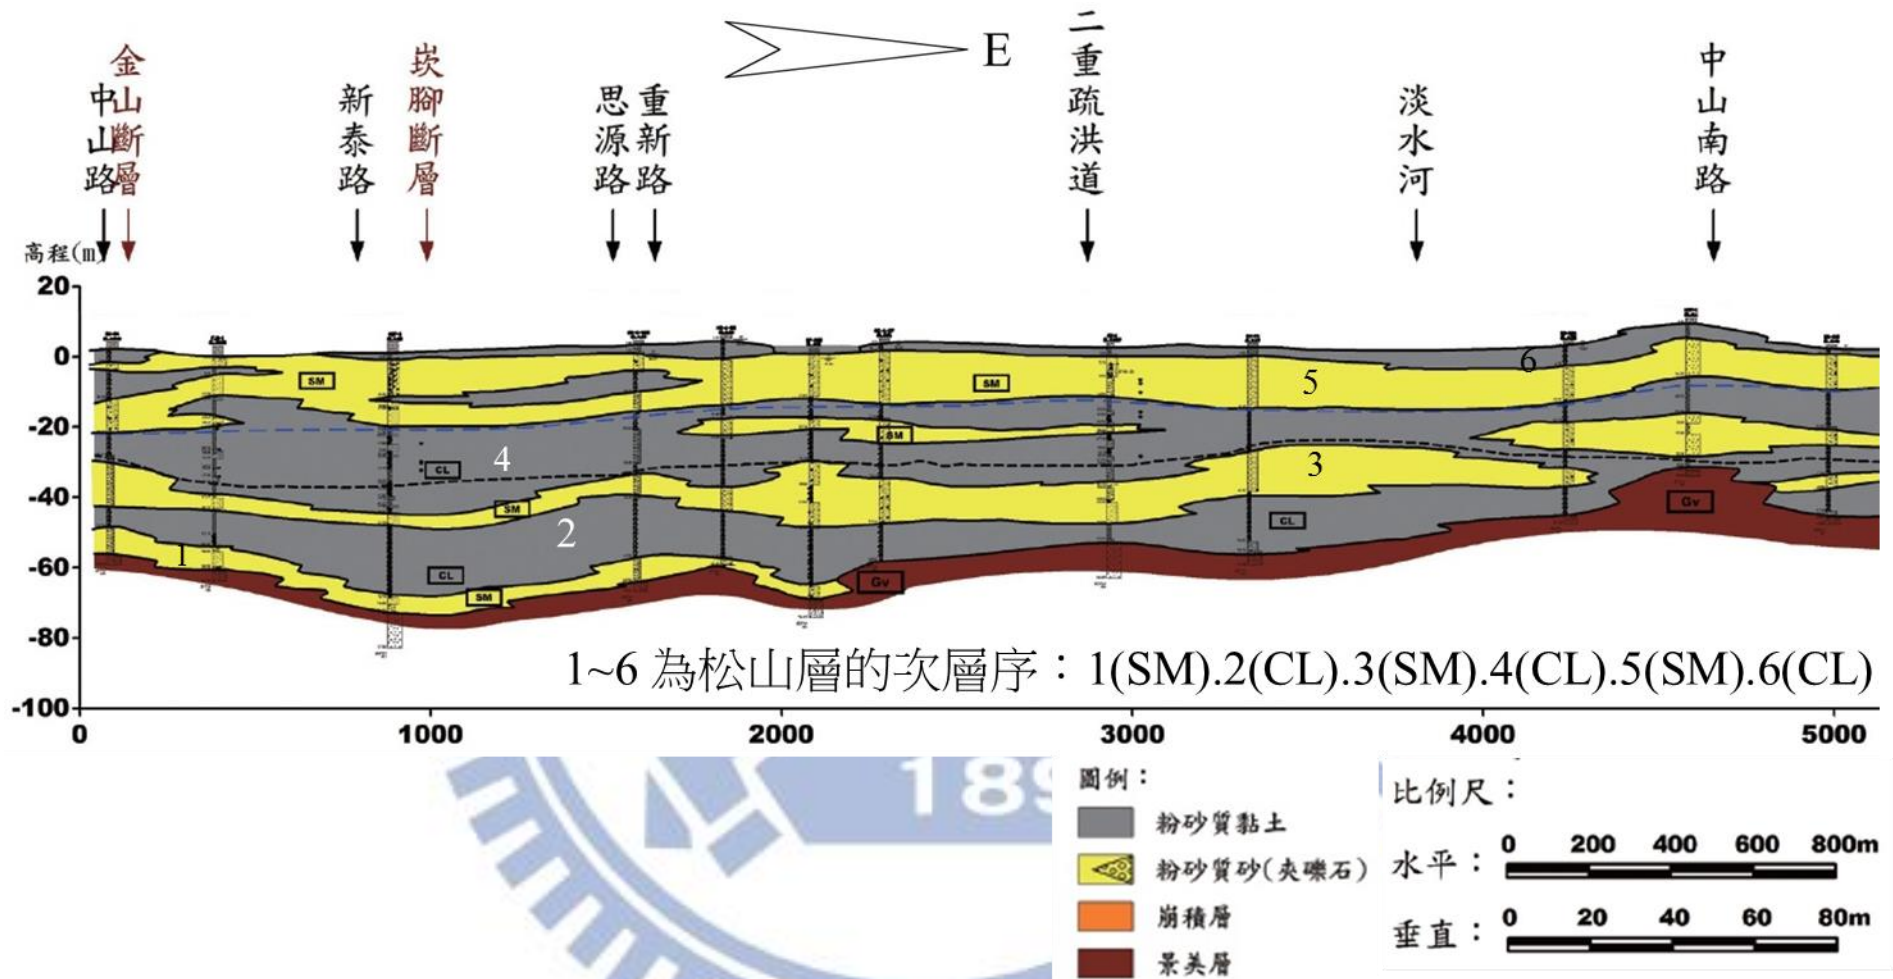 金山斷層
中山路
新泰路
崁腳斷層
思源路
重新路
E
二重疏洪道
淡水河
中山南路
高程(m)
20
0
-20
-40
-60
-80
-100
SM
SM
5
6
4
CL
SM
3
SM
2
CL
1
CL
SM
Gv
Gv
1~6 為松山層的次層序：1(SM).2(CL).3(SM).4(CL).5(SM).6(CL)
0 1000 2000 3000 4000 5000
189
圖例：
粉砂質黏土
粉砂質砂(夾礫石)
崩積層
景美層
比例尺：
水平： 0 200 400 600 800m
垂直： 0 20 40 60 80m